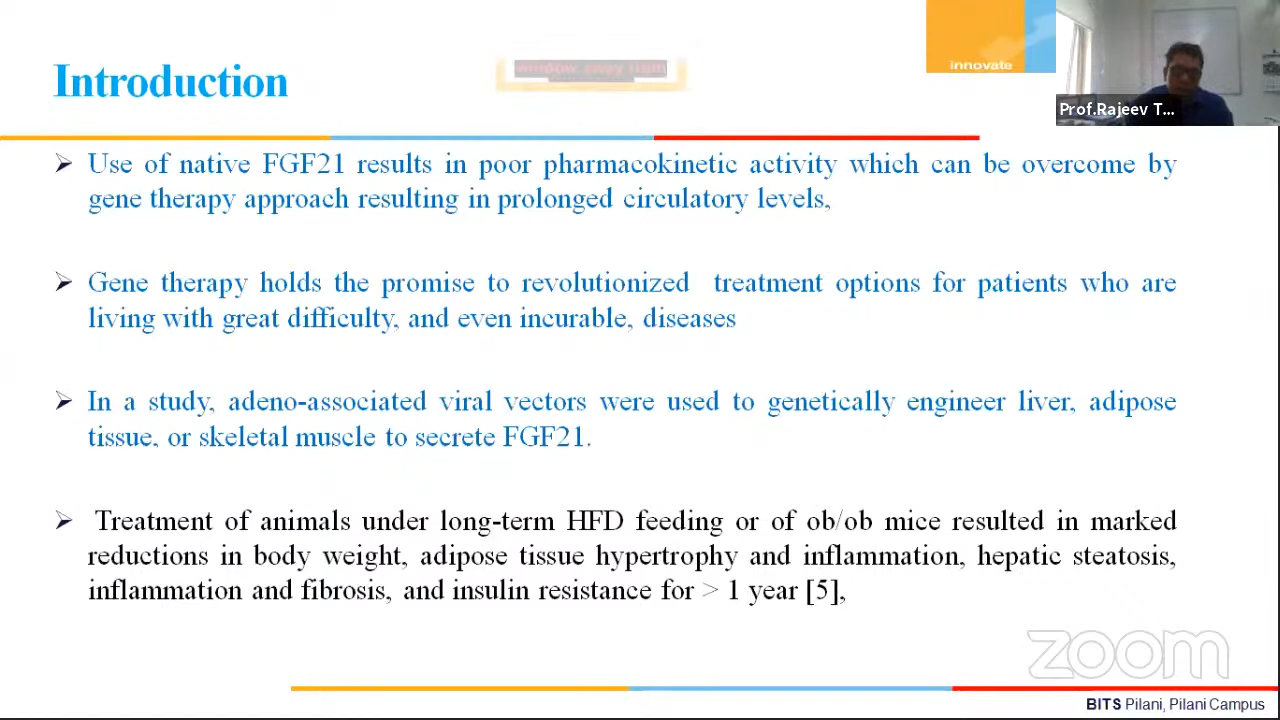 Introduction
innovate
Prof.Rajeev T...
➢ Use of native FGF21 results in poor pharmacokinetic activity which can be overcome by
gene therapy approach resulting in prolonged circulatory levels,
➢ Gene therapy holds the promise to revolutionized treatment options for patients who are
living with great difficulty, and even incurable, diseases
➢ In a study, adeno-associated viral vectors were used to genetically engineer liver, adipose
tissue, or skeletal muscle to secrete FGF21.
➢ Treatment of animals under long-term HFD feeding or of ob/ob mice resulted in marked
reductions in body weight, adipose tissue hypertrophy and inflammation, hepatic steatosis,
inflammation and fibrosis, and insulin resistance for > 1 year [5],
zoom
BITS Pilani, Pilani Campus